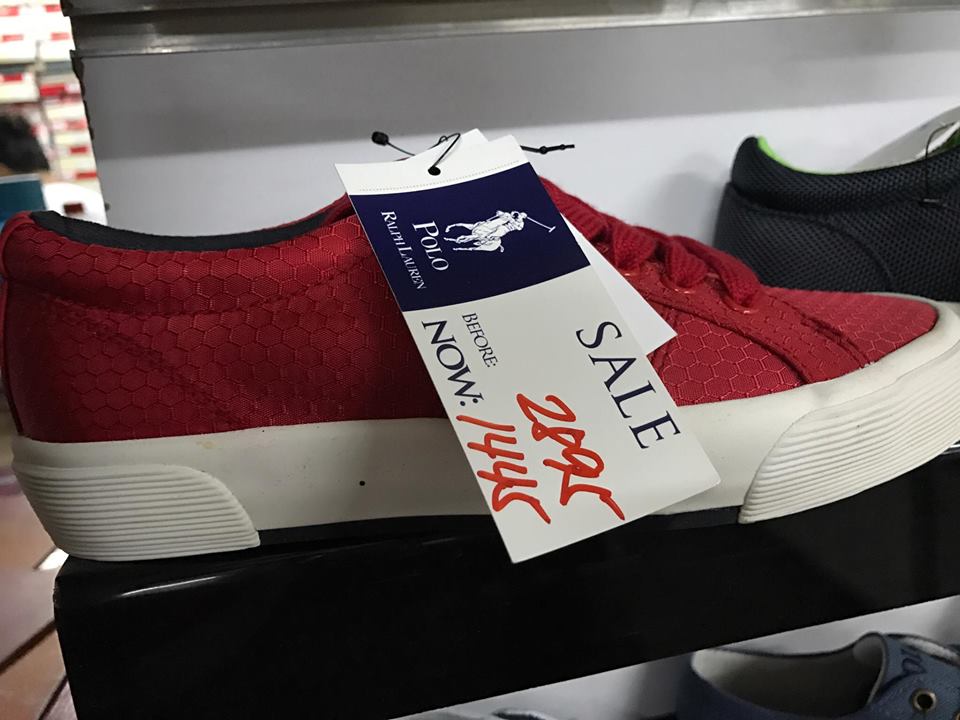 POLO
RALPH LAUREN
SALE
BEFORE: 2895
NOW: 1445